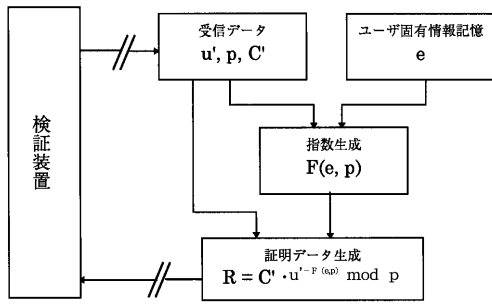 検証装置
受信データ
u', p, C'
ユーザ固有情報記憶
e
指数生成
F(e, p)
証明データ生成
R = C' · u'^{-F(e,p)} mod p